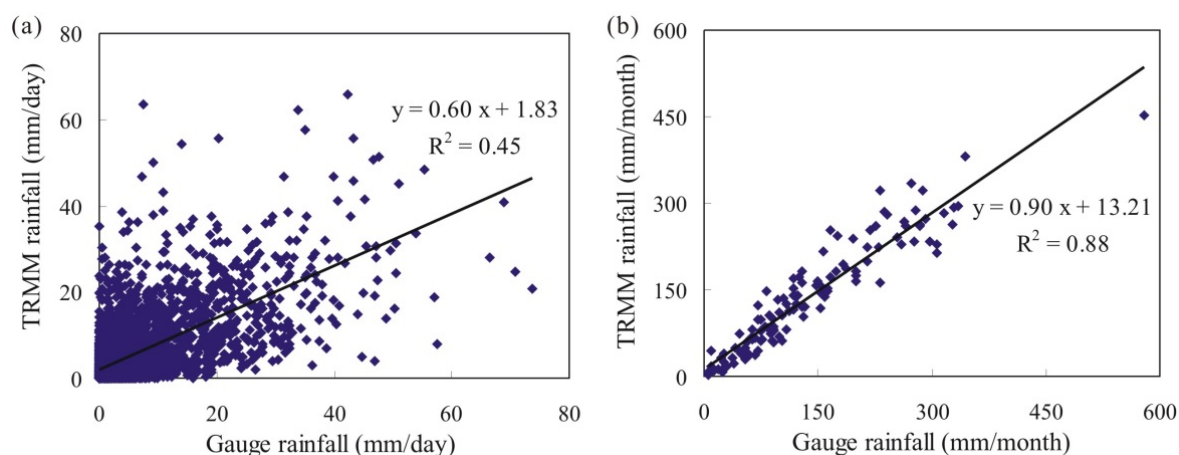 (a)
80
60
40
20
0
TRMM rainfall (mm/day)
y = 0.60 x + 1.83
R² = 0.45
0 20 40 60 80
Gauge rainfall (mm/day)
(b)
600
450
300
150
0
TRMM rainfall (mm/month)
y = 0.90 x + 13.21
R² = 0.88
0 150 300 450 600
Gauge rainfall (mm/month)